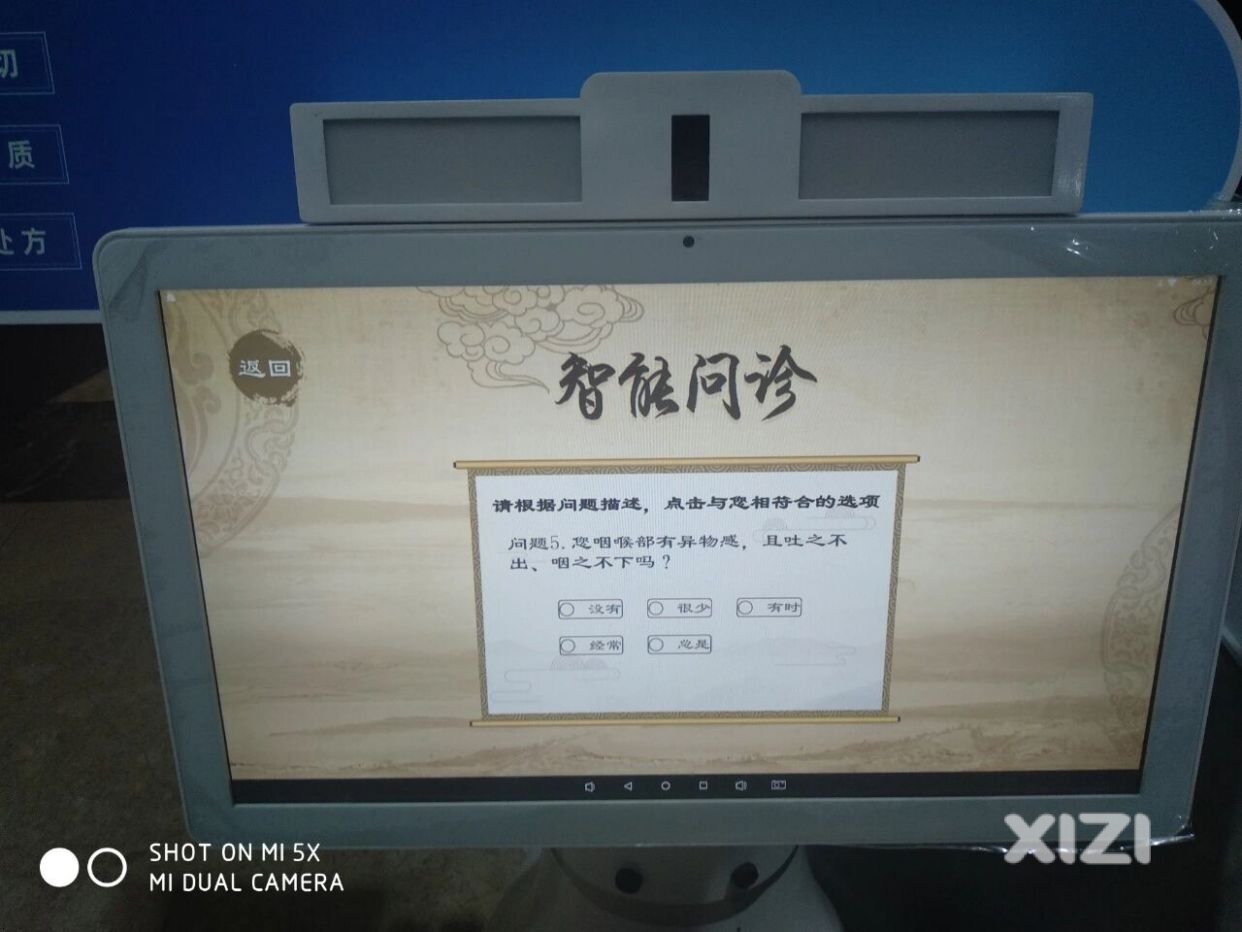 切
质
处方
返回
智能问诊
请根据问题描述，点击与您相符合的选项
问题5. 您咽喉部有异物感，且吐之不
出、咽之不下吗？
没有 很少 有时
经常 总是
SHOT ON MI 5X
MI DUAL CAMERA
XIZI